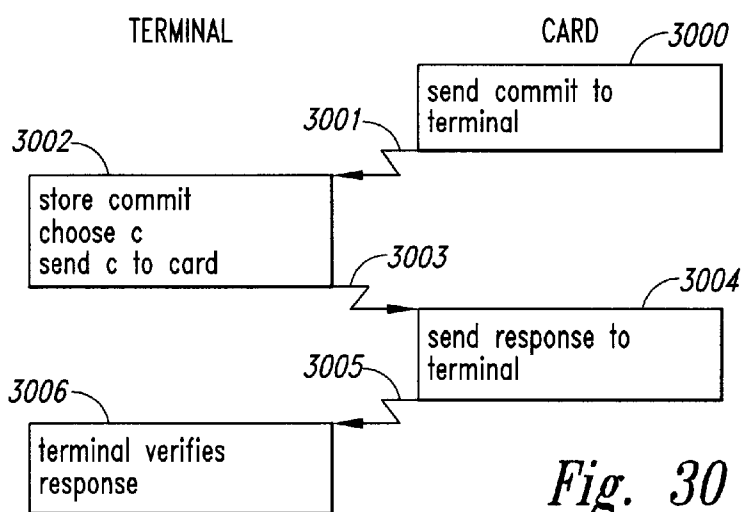 TERMINAL
CARD
3000
send commit to
terminal
3001
3002
store commit
choose c
send c to card
3003
3004
send response to
terminal
3005
3006
terminal verifies
response
Fig. 30